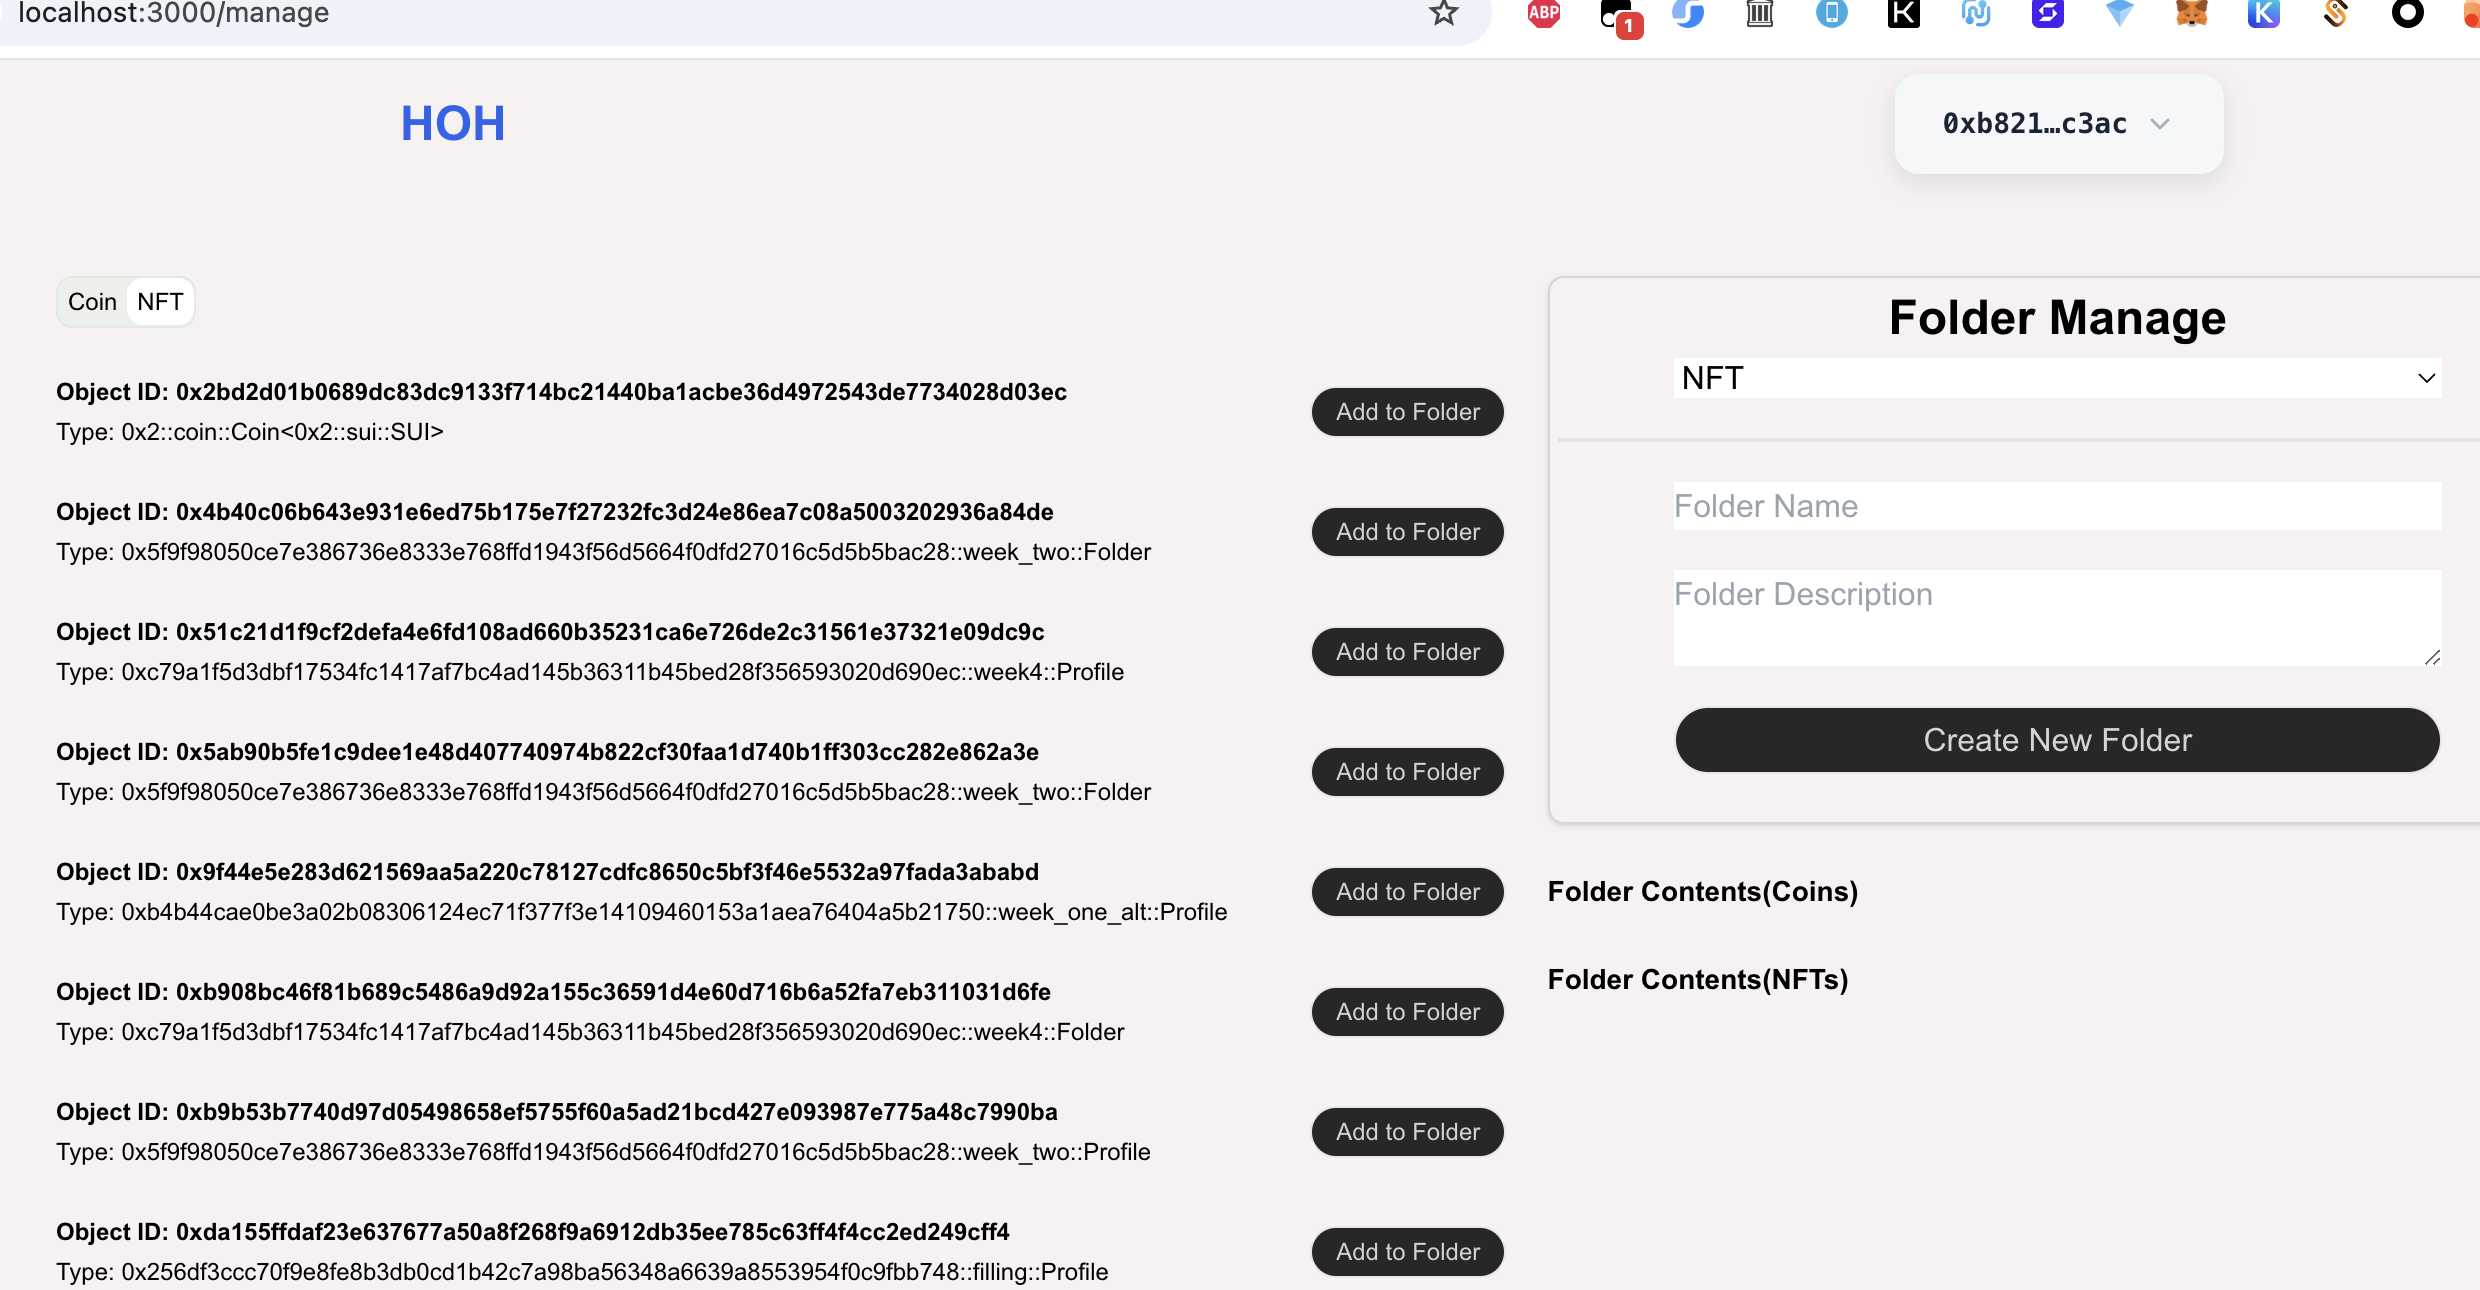 localhost:3000/manage
ABP
1
HOH
0xb821…c3ac
Coin NFT
Object ID: 0x2bd2d01b0689dc83dc9133f714bc21440ba1acbe36d4972543de7734028d03ec
Type: 0x2::coin::Coin<0x2::sui::SUI>
Add to Folder
Object ID: 0x4b40c06b643e931e6ed75b175e7f27232fc3d24e86ea7c08a5003202936a84de
Type: 0x5f9f98050ce7e386736e8333e768ffd1943f56d5664f0dfd27016c5d5b5bac28::week_two::Folder
Add to Folder
Object ID: 0x51c21d1f9cf2defa4e6fd108ad660b35231ca6e726de2c31561e37321e09dc9c
Type: 0xc79a1f5d3dbf17534fc1417af7bc4ad145b36311b45bed28f356593020d690ec::week4::Profile
Add to Folder
Object ID: 0x5ab90b5fe1c9dee1e48d407740974b822cf30faa1d740b1ff303cc282e862a3e
Type: 0x5f9f98050ce7e386736e8333e768ffd1943f56d5664f0dfd27016c5d5b5bac28::week_two::Folder
Add to Folder
Object ID: 0x9f44e5e283d621569aa5a220c78127cdfc8650c5bf3f46e5532a97fada3ababd
Type: 0xb4b44cae0be3a02b08306124ec71f377f3e14109460153a1aea76404a5b21750::week_one_alt::Profile
Add to Folder
Object ID: 0xb908bc46f81b689c5486a9d92a155c36591d4e60d716b6a52fa7eb311031d6fe
Type: 0xc79a1f5d3dbf17534fc1417af7bc4ad145b36311b45bed28f356593020d690ec::week4::Folder
Add to Folder
Object ID: 0xb9b53b7740d97d05498658ef5755f60a5ad21bcd427e093987e775a48c7990ba
Type: 0x5f9f98050ce7e386736e8333e768ffd1943f56d5664f0dfd27016c5d5b5bac28::week_two::Profile
Add to Folder
Object ID: 0xda155ffdaf23e637677a50a8f268f9a6912db35ee785c63ff4f4cc2ed249cff4
Type: 0x256df3ccc70f9e8fe8b3db0cd1b42c7a98ba56348a6639a8553954f0c9fbb748::filling::Profile
Add to Folder
Folder Manage
NFT
Folder Name
Folder Description
Create New Folder
Folder Contents(Coins)
Folder Contents(NFTs)